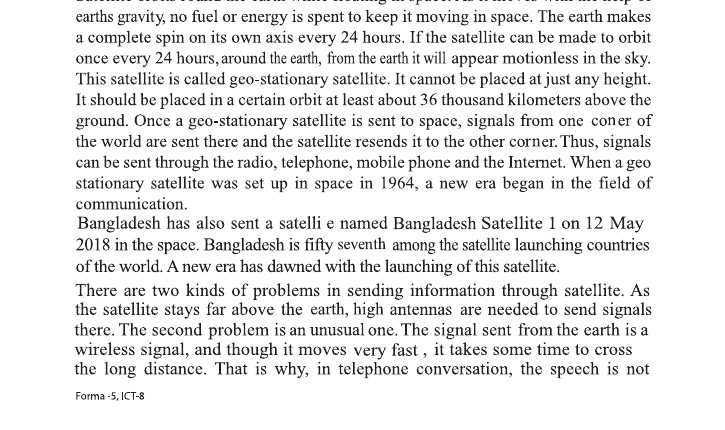 earths gravity, no fuel or energy is spent to keep it moving in space. The earth makes
a complete spin on its own axis every 24 hours. If the satellite can be made to orbit
once every 24 hours, around the earth, from the earth it will appear motionless in the sky.
This satellite is called geo-stationary satellite. It cannot be placed at just any height.
It should be placed in a certain orbit at least about 36 thousand kilometers above the
ground. Once a geo-stationary satellite is sent to space, signals from one coner of
the world are sent there and the satellite resends it to the other corner. Thus, signals
can be sent through the radio, telephone, mobile phone and the Internet. When a geo
stationary satellite was set up in space in 1964, a new era began in the field of
communication.
Bangladesh has also sent a satelli e named Bangladesh Satellite 1 on 12 May
2018 in the space. Bangladesh is fifty seventh among the satellite launching countries
of the world. A new era has dawned with the launching of this satellite.
There are two kinds of problems in sending information through satellite. As
the satellite stays far above the earth, high antennas are needed to send signals
there. The second problem is an unusual one. The signal sent from the earth is a
wireless signal, and though it moves very fast , it takes some time to cross
the long distance. That is why, in telephone conversation, the speech is not
Forma -5, ICT-8